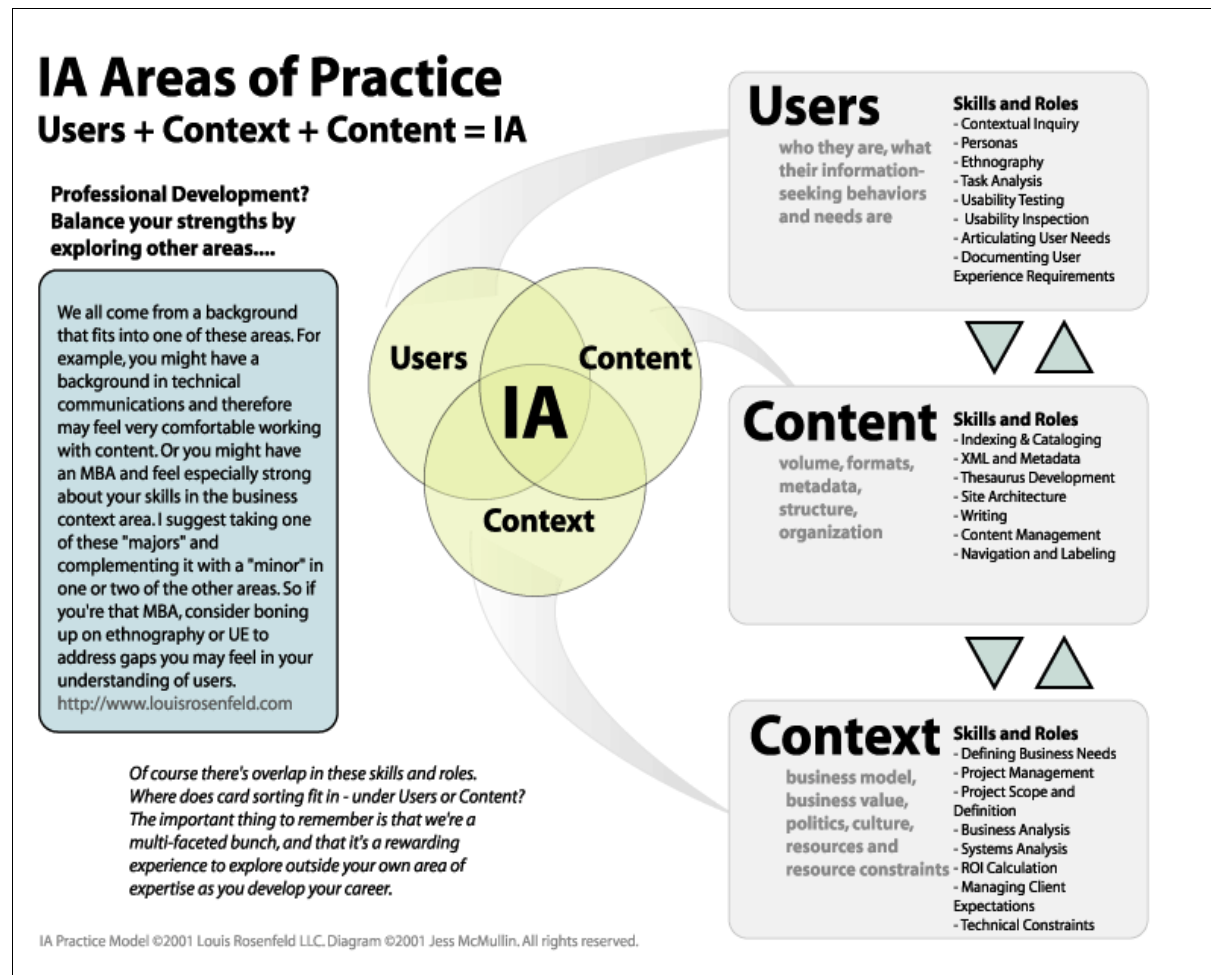 IA Areas of Practice
Users + Context + Content = IA
Professional Development?
Balance your strengths by
exploring other areas....
We all come from a background
that fits into one of these areas. For
example, you might have a
background in technical
communications and therefore
may feel very comfortable working
with content. Or you might have
an MBA and feel especially strong
about your skills in the business
context area. I suggest taking one
of these "majors" and
complementing it with a "minor" in
one or two of the other areas. So if
you're that MBA, consider boning
up on ethnography or UE to
address gaps you may feel in your
understanding of users.
http://www.louisrosenfeld.com
Of course there's overlap in these skills and roles.
Where does card sorting fit in - under Users or Content?
The important thing to remember is that we're a
multi-faceted bunch, and that it's a rewarding
experience to explore outside your own area of
expertise as you develop your career.
Users
Content
IA
Context
Users
who they are, what
their information-
seeking behaviors
and needs are
Skills and Roles
- Contextual Inquiry
- Personas
- Ethnography
- Task Analysis
- Usability Testing
- Usability Inspection
- Articulating User Needs
- Documenting User
Experience Requirements
Content
volume, formats,
metadata,
structure,
organization
Skills and Roles
- Indexing & Cataloging
- XML and Metadata
- Thesaurus Development
- Site Architecture
- Writing
- Content Management
- Navigation and Labeling
Context
business model,
business value,
politics, culture,
resources and
resource constraints
Skills and Roles
- Defining Business Needs
- Project Management
- Project Scope and
Definition
- Business Analysis
- Systems Analysis
- ROI Calculation
- Managing Client
Expectations
- Technical Constraints
IA Practice Model ©2001 Louis Rosenfeld LLC. Diagram ©2001 Jess McMullin. All rights reserved.